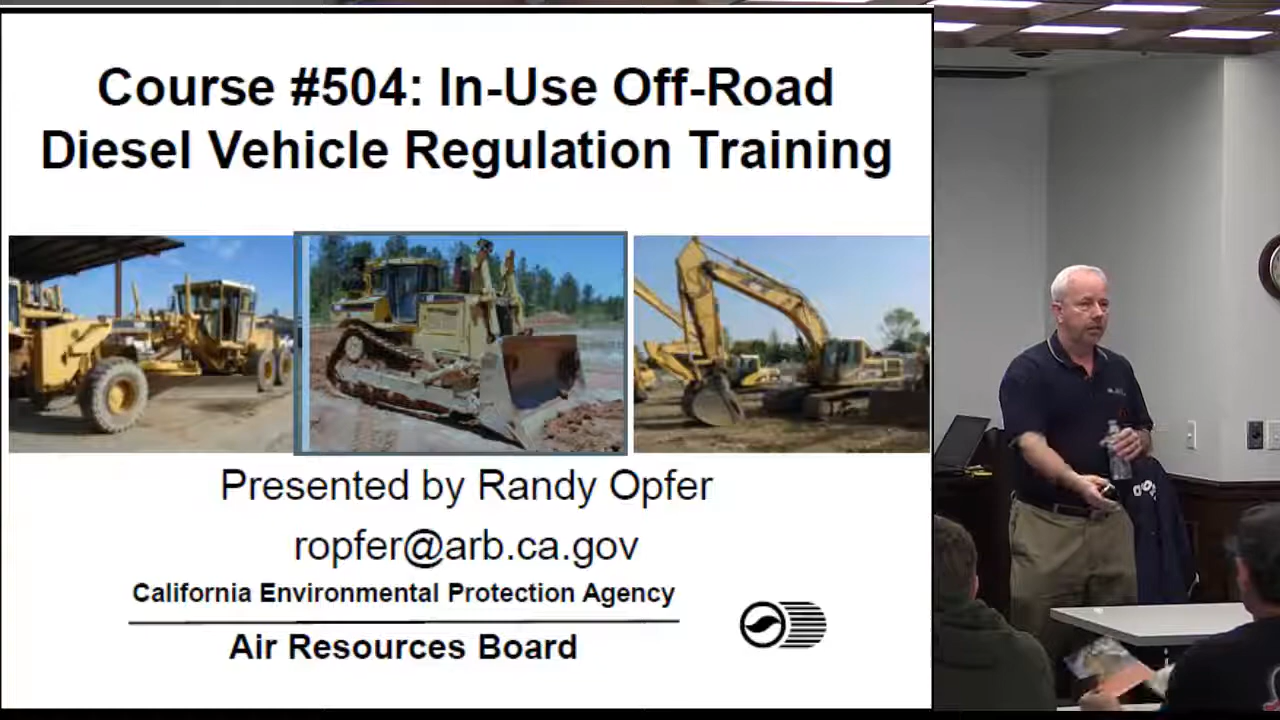 Course #504: In-Use Off-Road
Diesel Vehicle Regulation Training
Presented by Randy Opfer
ropfer@arb.ca.gov
California Environmental Protection Agency
Air Resources Board